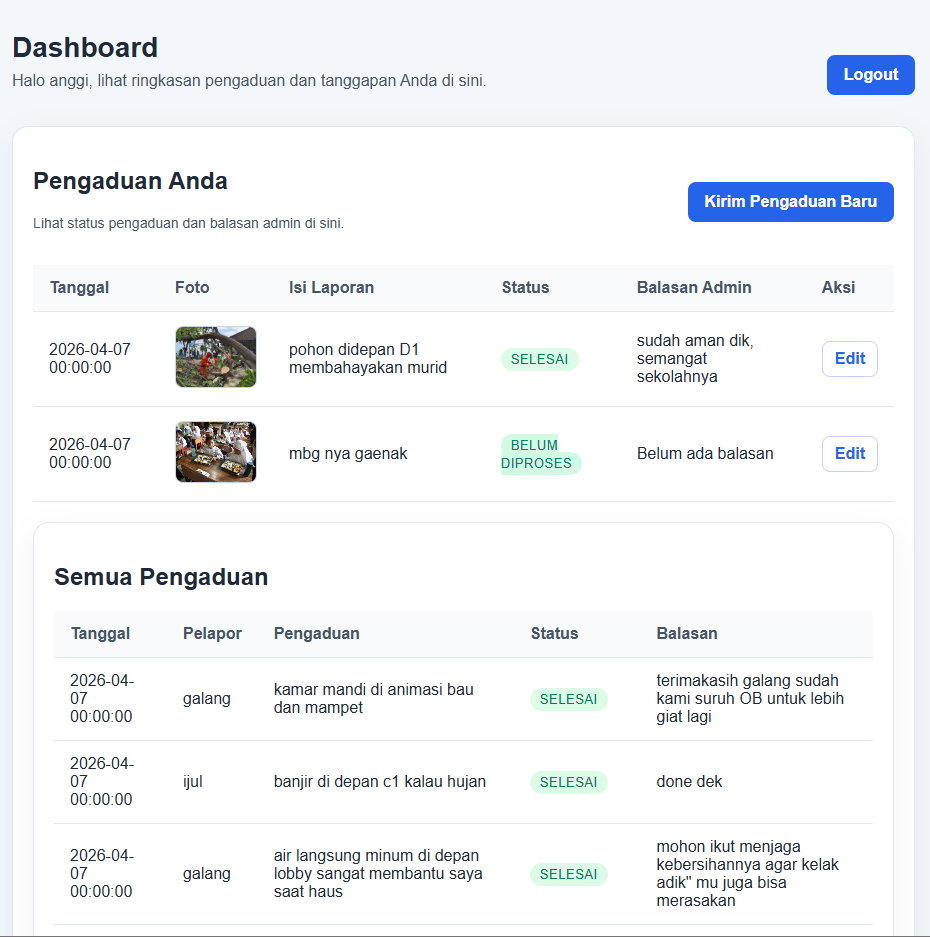 Dashboard
Halo anggi, lihat ringkasan pengaduan dan tanggapan Anda di sini.
Logout
Pengaduan Anda
Lihat status pengaduan dan balasan admin di sini.
Kirim Pengaduan Baru
Tanggal Foto Isi Laporan Status Balasan Admin Aksi
2026-04-07
00:00:00
pohon didepan D1
membahayakan murid
SELESAI
sudah aman dik,
semangat
sekolahnya
Edit
2026-04-07
00:00:00
mbg nya gaenak
BELUM
DIPROSES
Belum ada balasan
Edit
Semua Pengaduan
Tanggal Pelapor Pengaduan Status Balasan
2026-04-
07
00:00:00
galang
kamar mandi di animasi bau
dan mampet
SELESAI
terimakasih galang sudah
kami suruh OB untuk lebih
giat lagi
2026-04-
07
00:00:00
ijul
banjir di depan c1 kalau hujan
SELESAI
done dek
2026-04-
07
00:00:00
galang
air langsung minum di depan
lobby sangat membantu saya
saat haus
SELESAI
mohon ikut menjaga
kebersihannya agar kelak
adik" mu juga bisa
merasakan